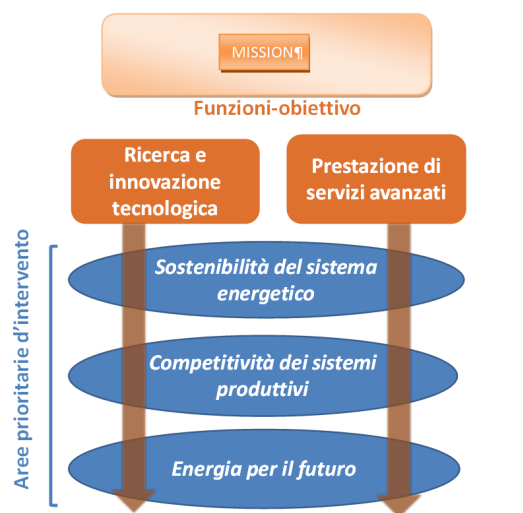 MISSION¶
Funzioni-obiettivo
Ricerca e
innovazione
tecnologica
Prestazione di
servizi avanzati
Aree prioritarie d'intervento
Sostenibilità del sistema
energetico
Competitività dei sistemi
produttivi
Energia per il futuro